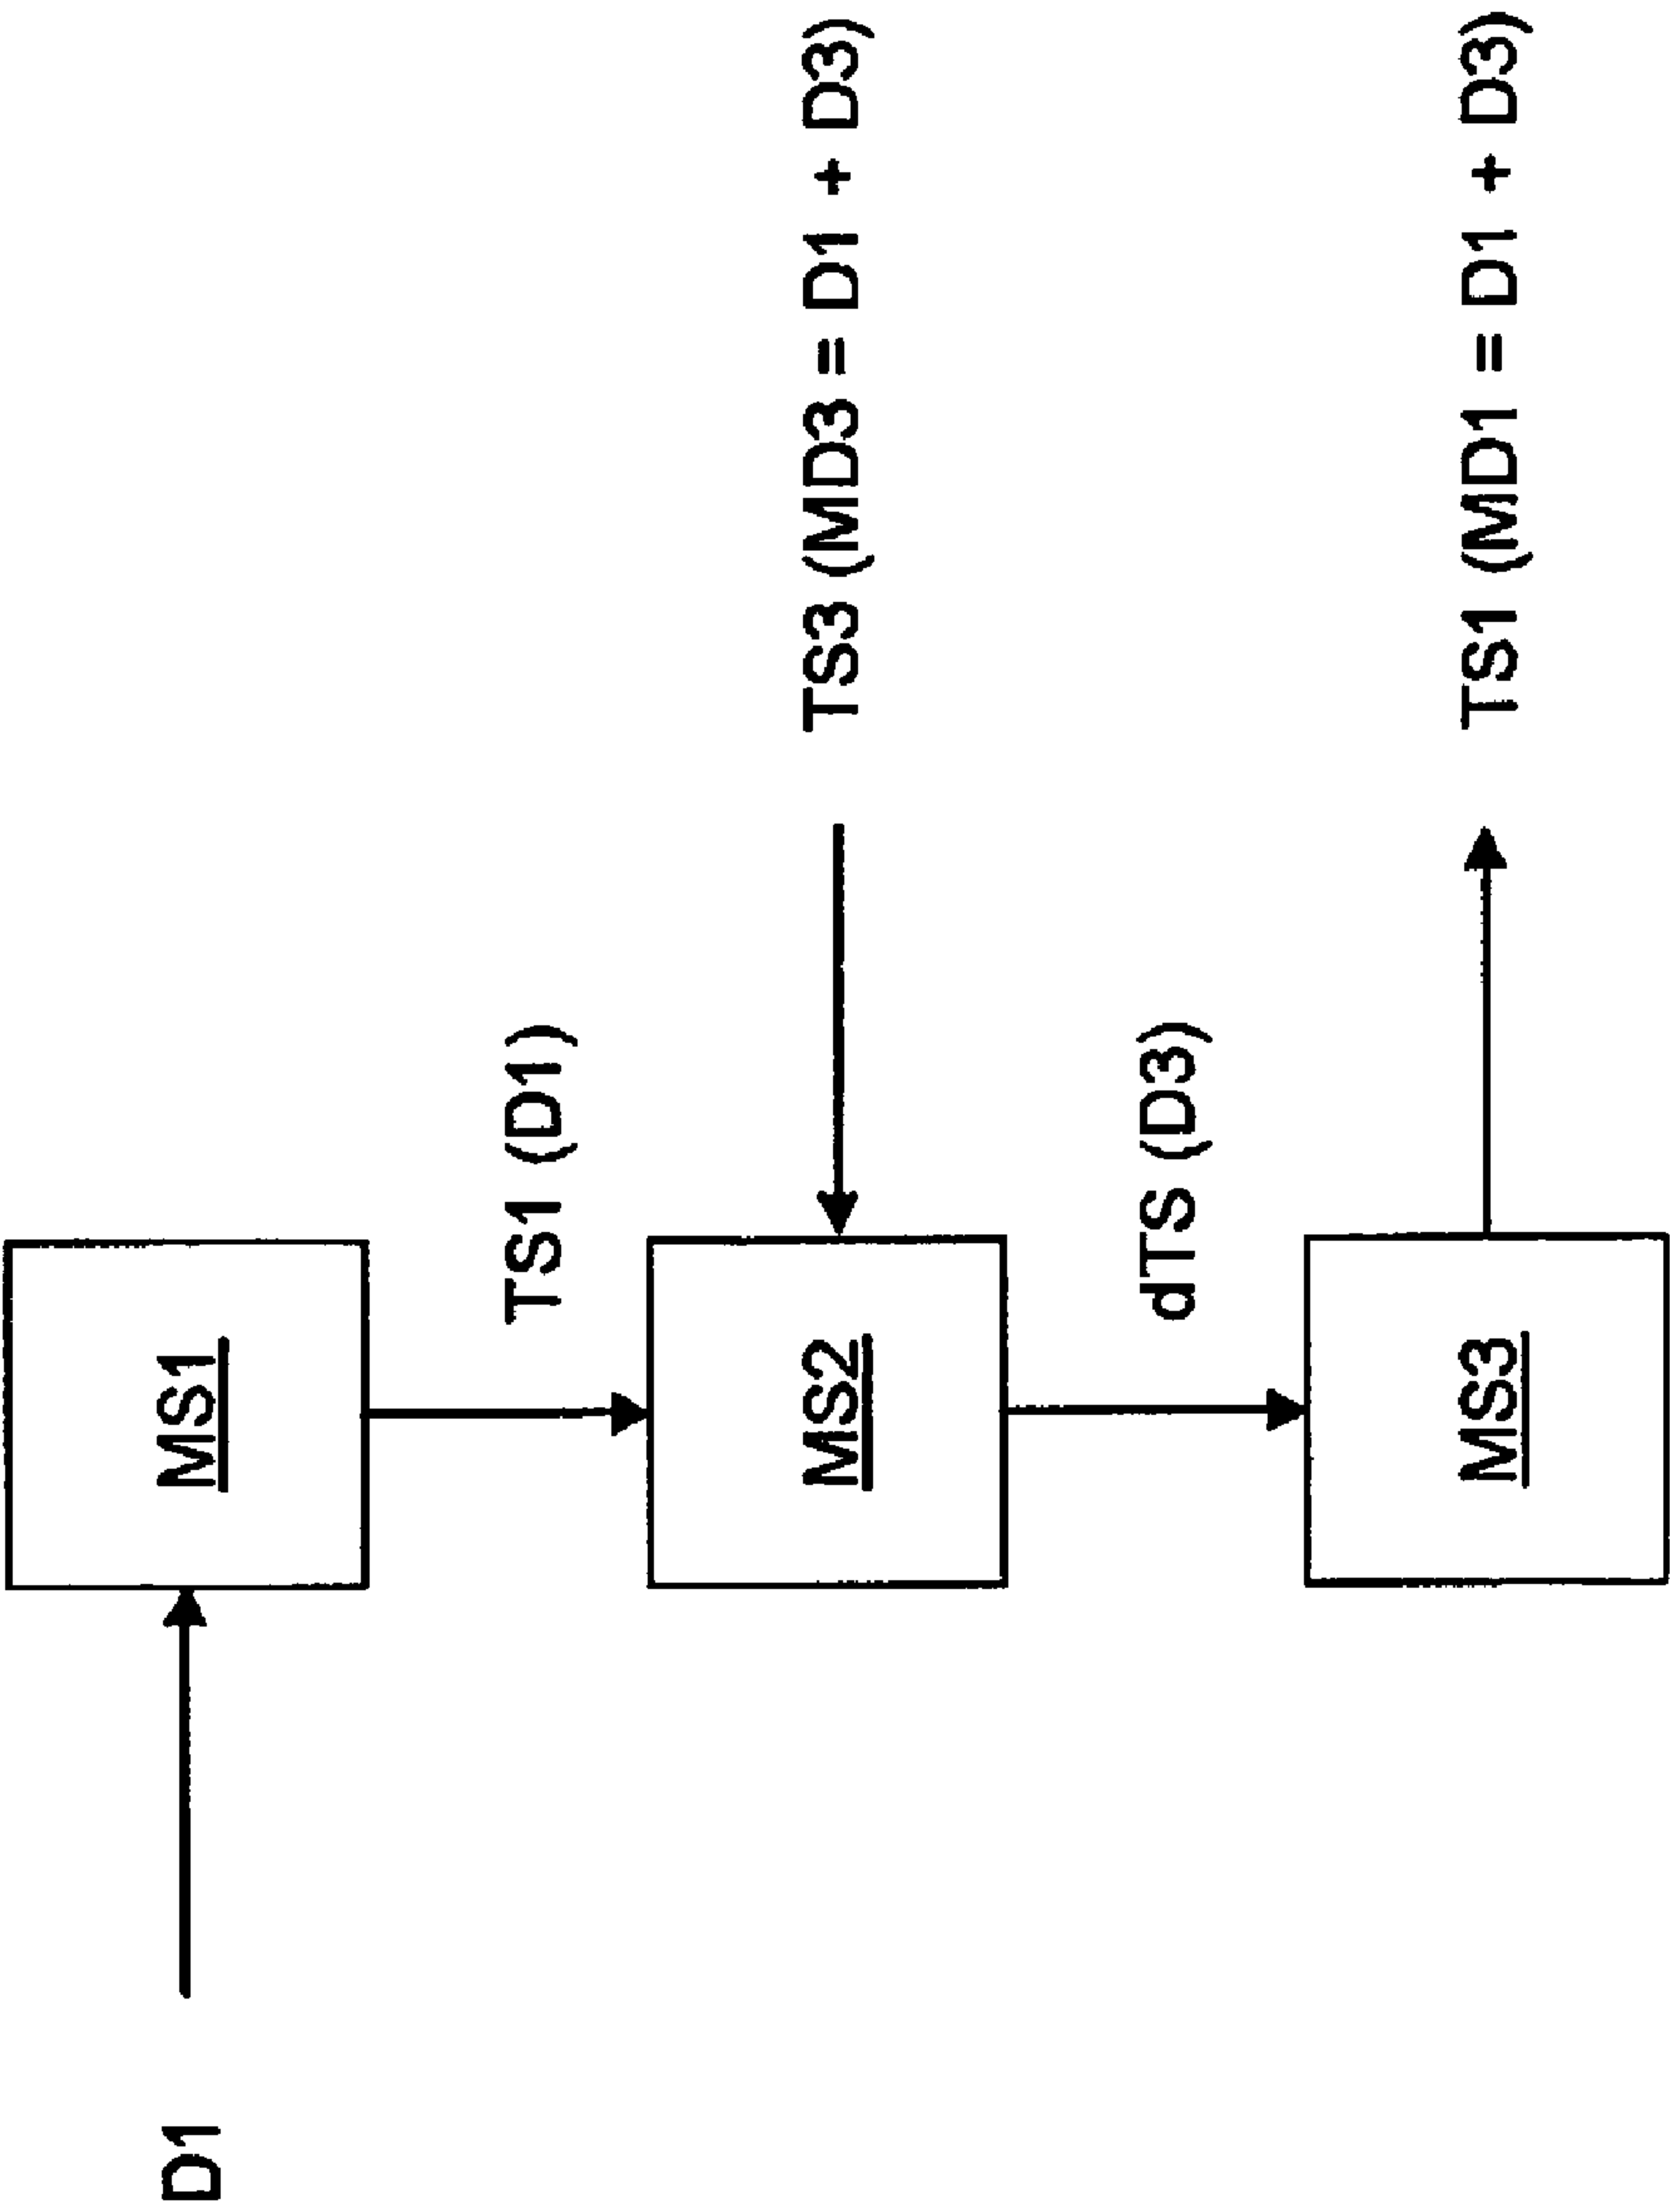 D1
MS1
TS1 (D1)
MS2
TS3 (MD3 = D1 + D3)
dTS (D3)
MS3
TS1 (MD1 = D1 + D3)